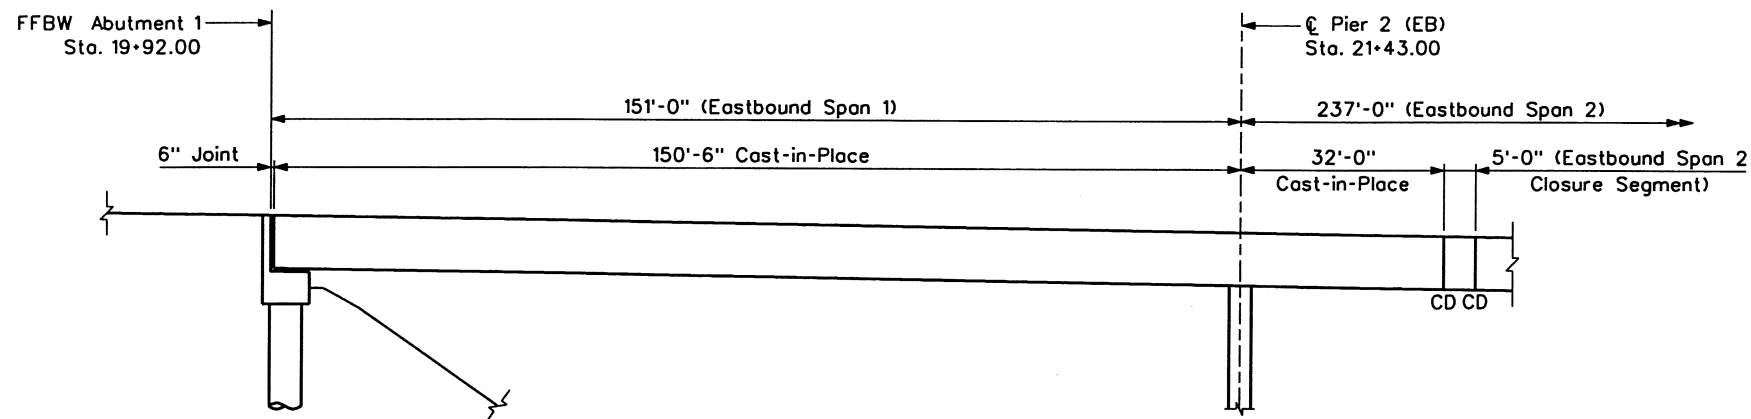 FFBW Abutment 1
Sta. 19+92.00
℄ Pier 2 (EB)
Sta. 21+43.00
151'-0" (Eastbound Span 1)
237'-0" (Eastbound Span 2)
6" Joint
150'-6" Cast-in-Place
32'-0"
Cast-in-Place
5'-0" (Eastbound Span 2
Closure Segment)
CD CD